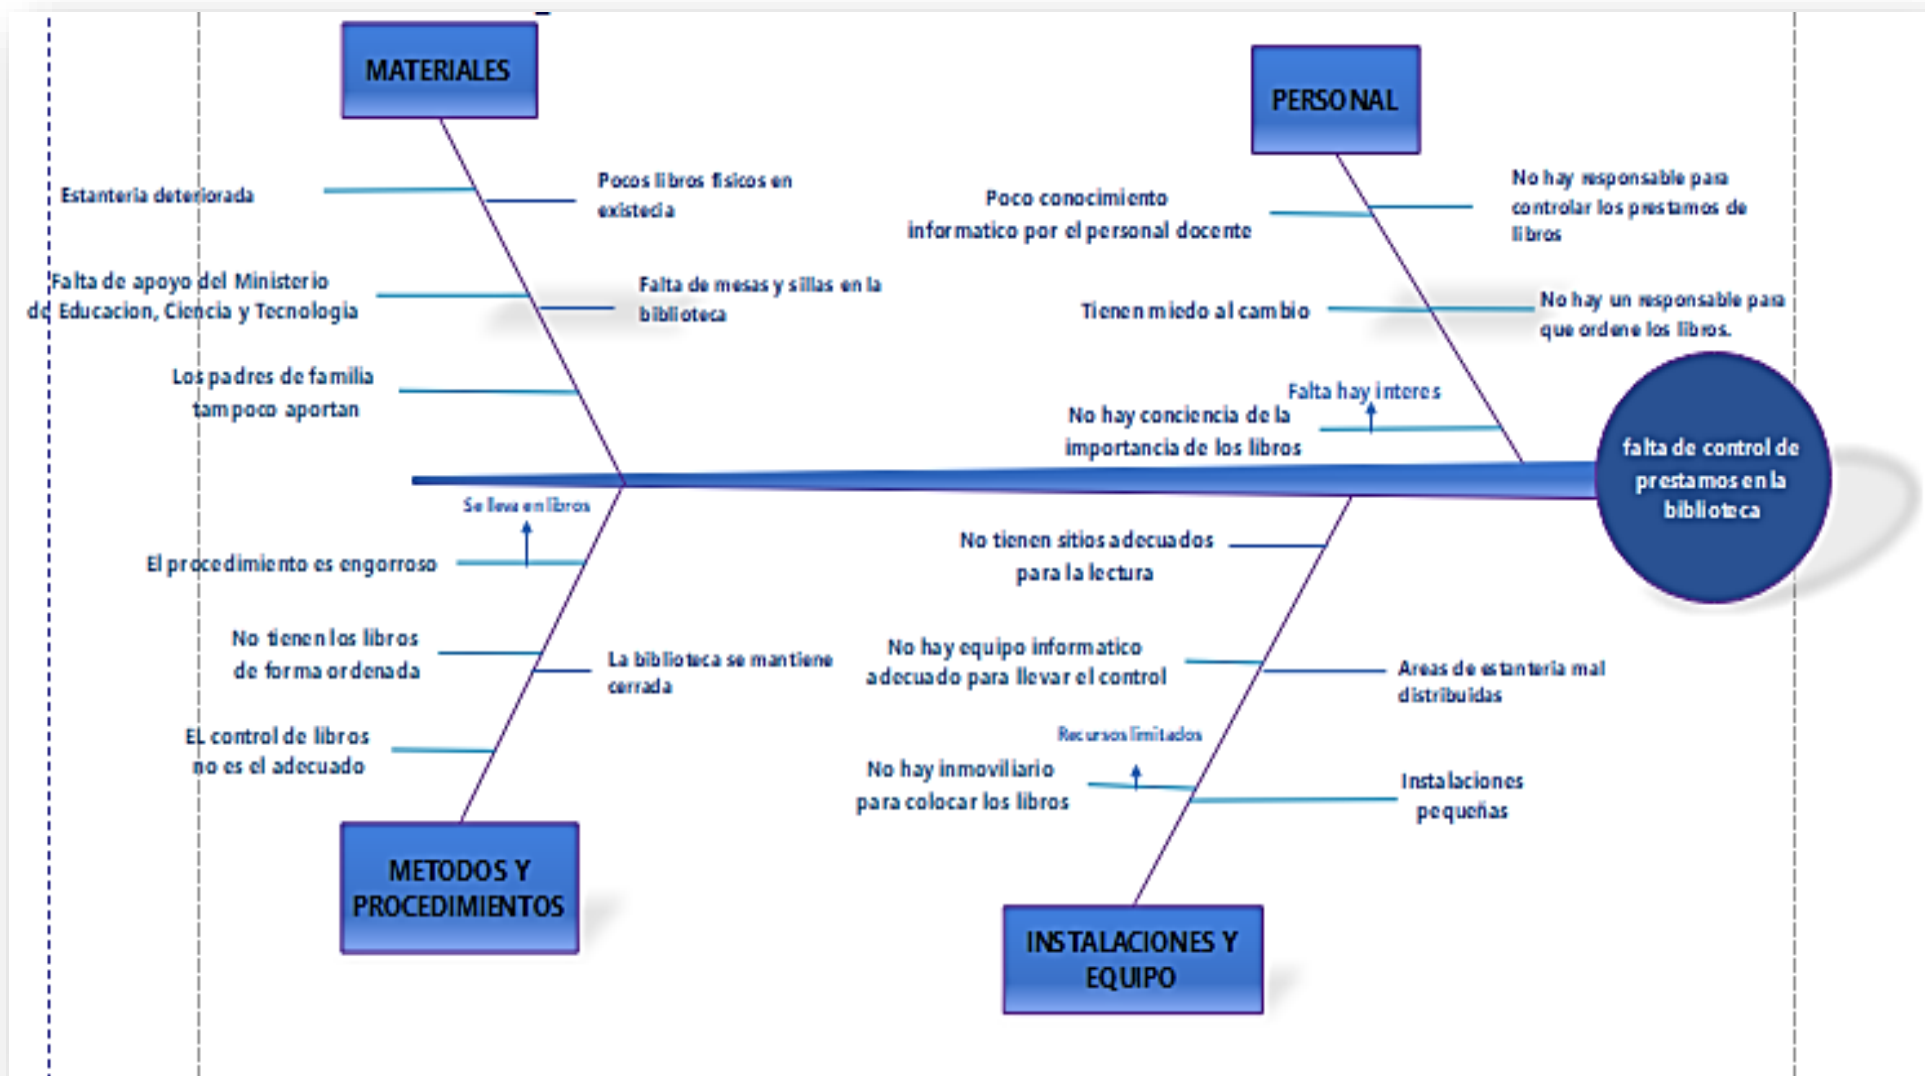 MATERIALES
Estanteria deteriorada
Pocos libros fisicos en
existecia
Falta de apoyo del Ministerio
de Educacion, Ciencia y Tecnologia
Falta de mesas y sillas en la
biblioteca
Los padres de familia
tampoco aportan
PERSONAL
Poco conocimiento
informatico por el personal docente
No hay responsable para
controlar los prestamos de
libros
Tienen miedo al cambio
No hay un responsable para
que ordene los libros.
Falta hay interes
No hay conciencia de la
importancia de los libros
falta de control de
prestamos en la
biblioteca
Se lleva en libros
El procedimiento es engorroso
No tienen los libros
de forma ordenada
La biblioteca se mantiene
cerrada
EL control de libros
no es el adecuado
METODOS Y
PROCEDIMIENTOS
No tienen sitios adecuados
para la lectura
No hay equipo informatico
adecuado para llevar el control
Areas de estanteria mal
distribuidas
Recursos limitados
No hay inmoviliario
para colocar los libros
Instalaciones
pequeñas
INSTALACIONES Y
EQUIPO